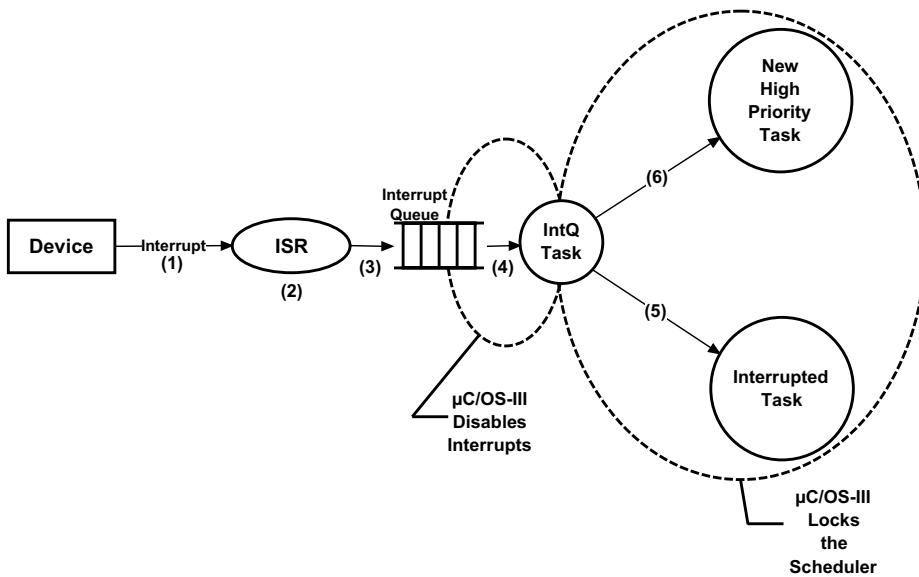 Device
Interrupt
(1)
ISR
(2)
(3)
Interrupt
Queue
(4)
IntQ
Task
(6)
New
High
Priority
Task
(5)
Interrupted
Task
µC/OS-III
Disables
Interrupts
µC/OS-III
Locks
the
Scheduler